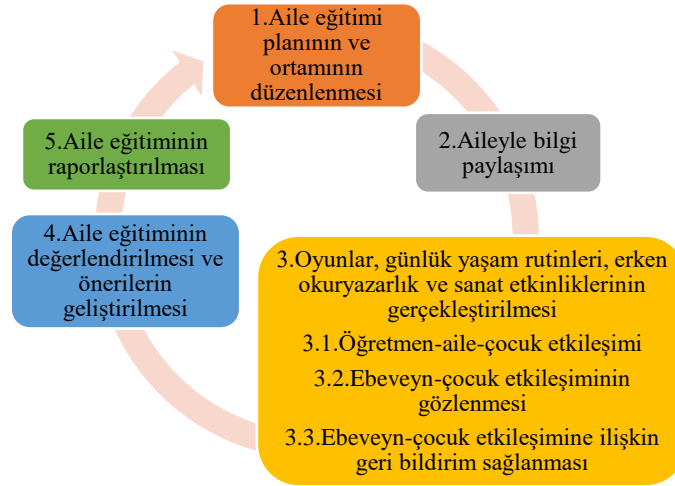 1.Aile eğitimi
planının ve
ortamının
düzenlenmesi
2.Aileyle bilgi
paylaşımı
3.Oyunlar, günlük yaşam rutinleri, erken
okuryazarlık ve sanat etkinliklerinin
gerçekleştirilmesi
3.1.Öğretmen-aile-çocuk etkileşimi
3.2.Ebeveyn-çocuk etkileşiminin
gözlenmesi
3.3.Ebeveyn-çocuk etkileşimine ilişkin
geri bildirim sağlanması
4.Aile eğitiminin
değerlendirilmesi ve
önerilerin
geliştirilmesi
5.Aile eğitiminin
raporlaştırılması